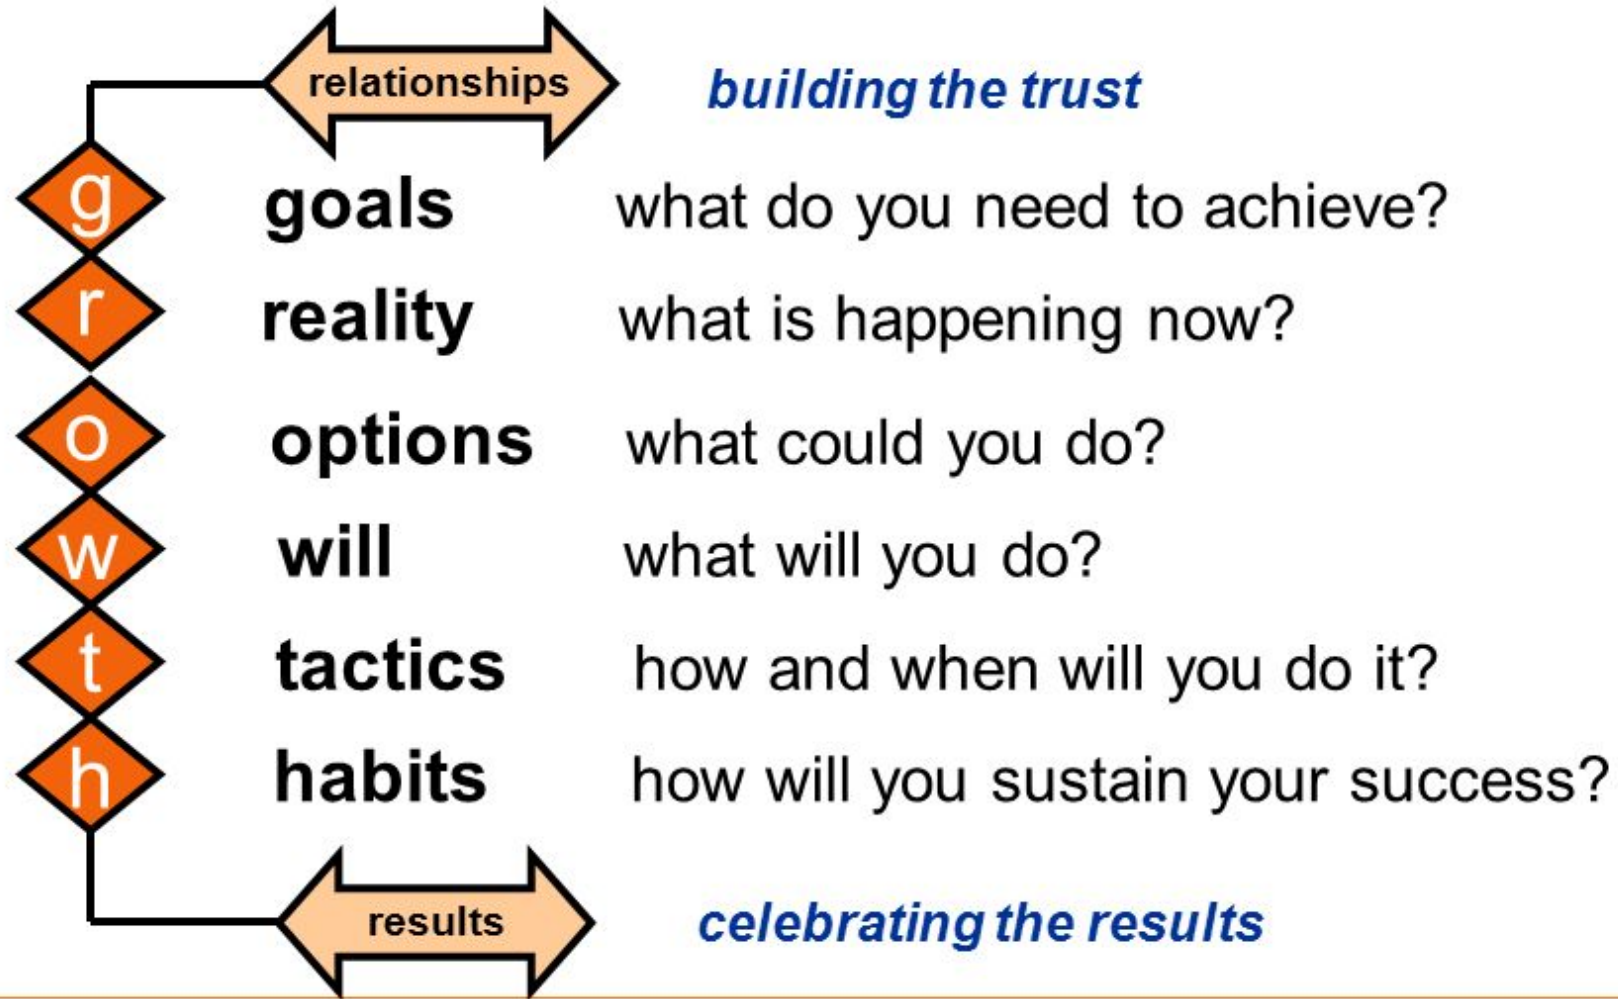 relationships building the trust
g goals what do you need to achieve?
r reality what is happening now?
o options what could you do?
w will what will you do?
t tactics how and when will you do it?
h habits how will you sustain your success?
results celebrating the results